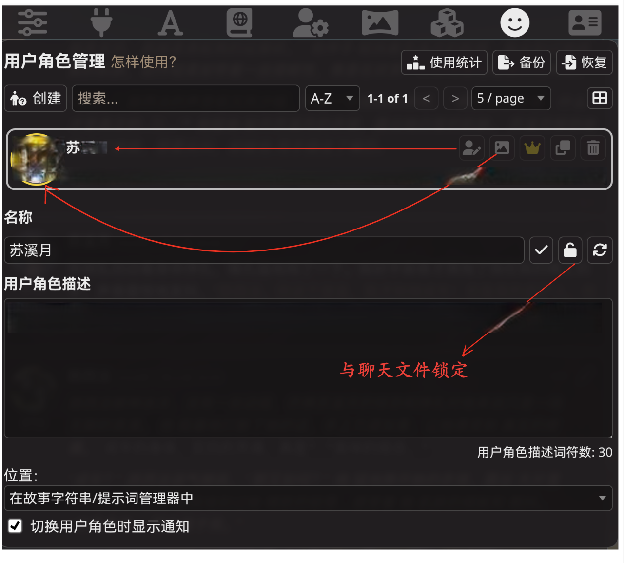 用户角色管理 怎样使用? 使用统计 备份 恢复
创建 搜索... A-Z 1-1 of 1 < > 5 / page
苏
名称
苏溪月
用户角色描述
与聊天文件锁定
用户角色描述词符数: 30
位置:
在故事字符串/提示词管理器中
切换用户角色时显示通知